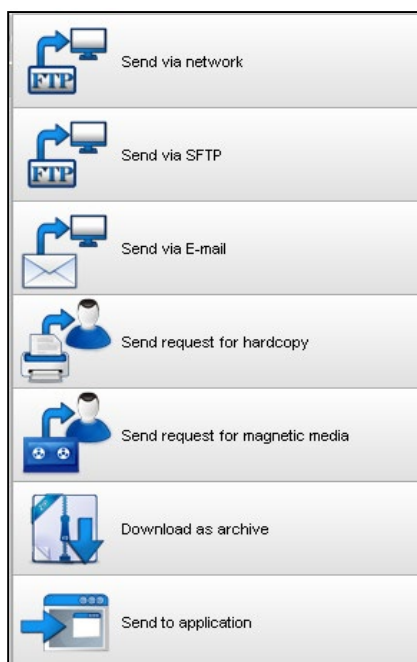 FTP
Send via network
FTP
Send via SFTP
Send via E-mail
Send request for hardcopy
Send request for magnetic media
Download as archive
Send to application